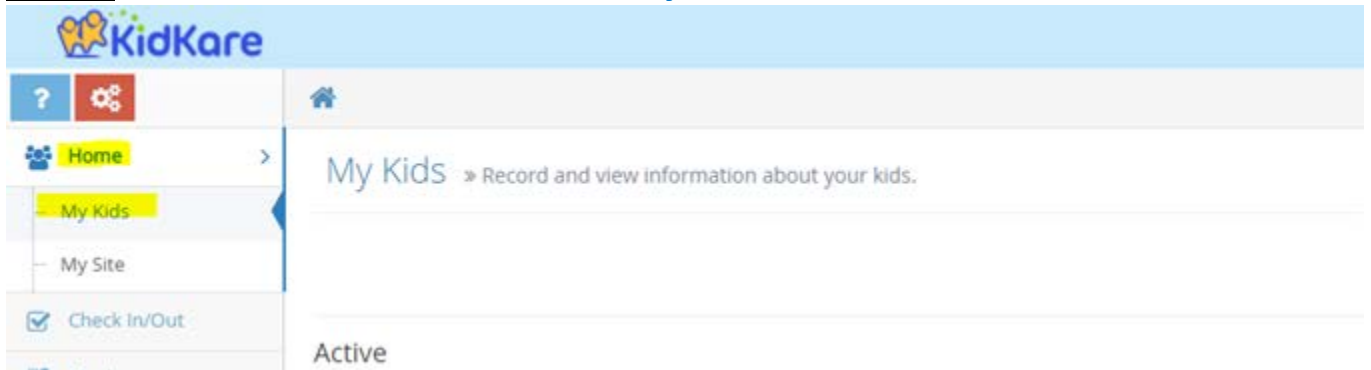 KidKare
?
Home
My Kids » Record and view information about your kids.
My Kids
My Site
Check In/Out
Active